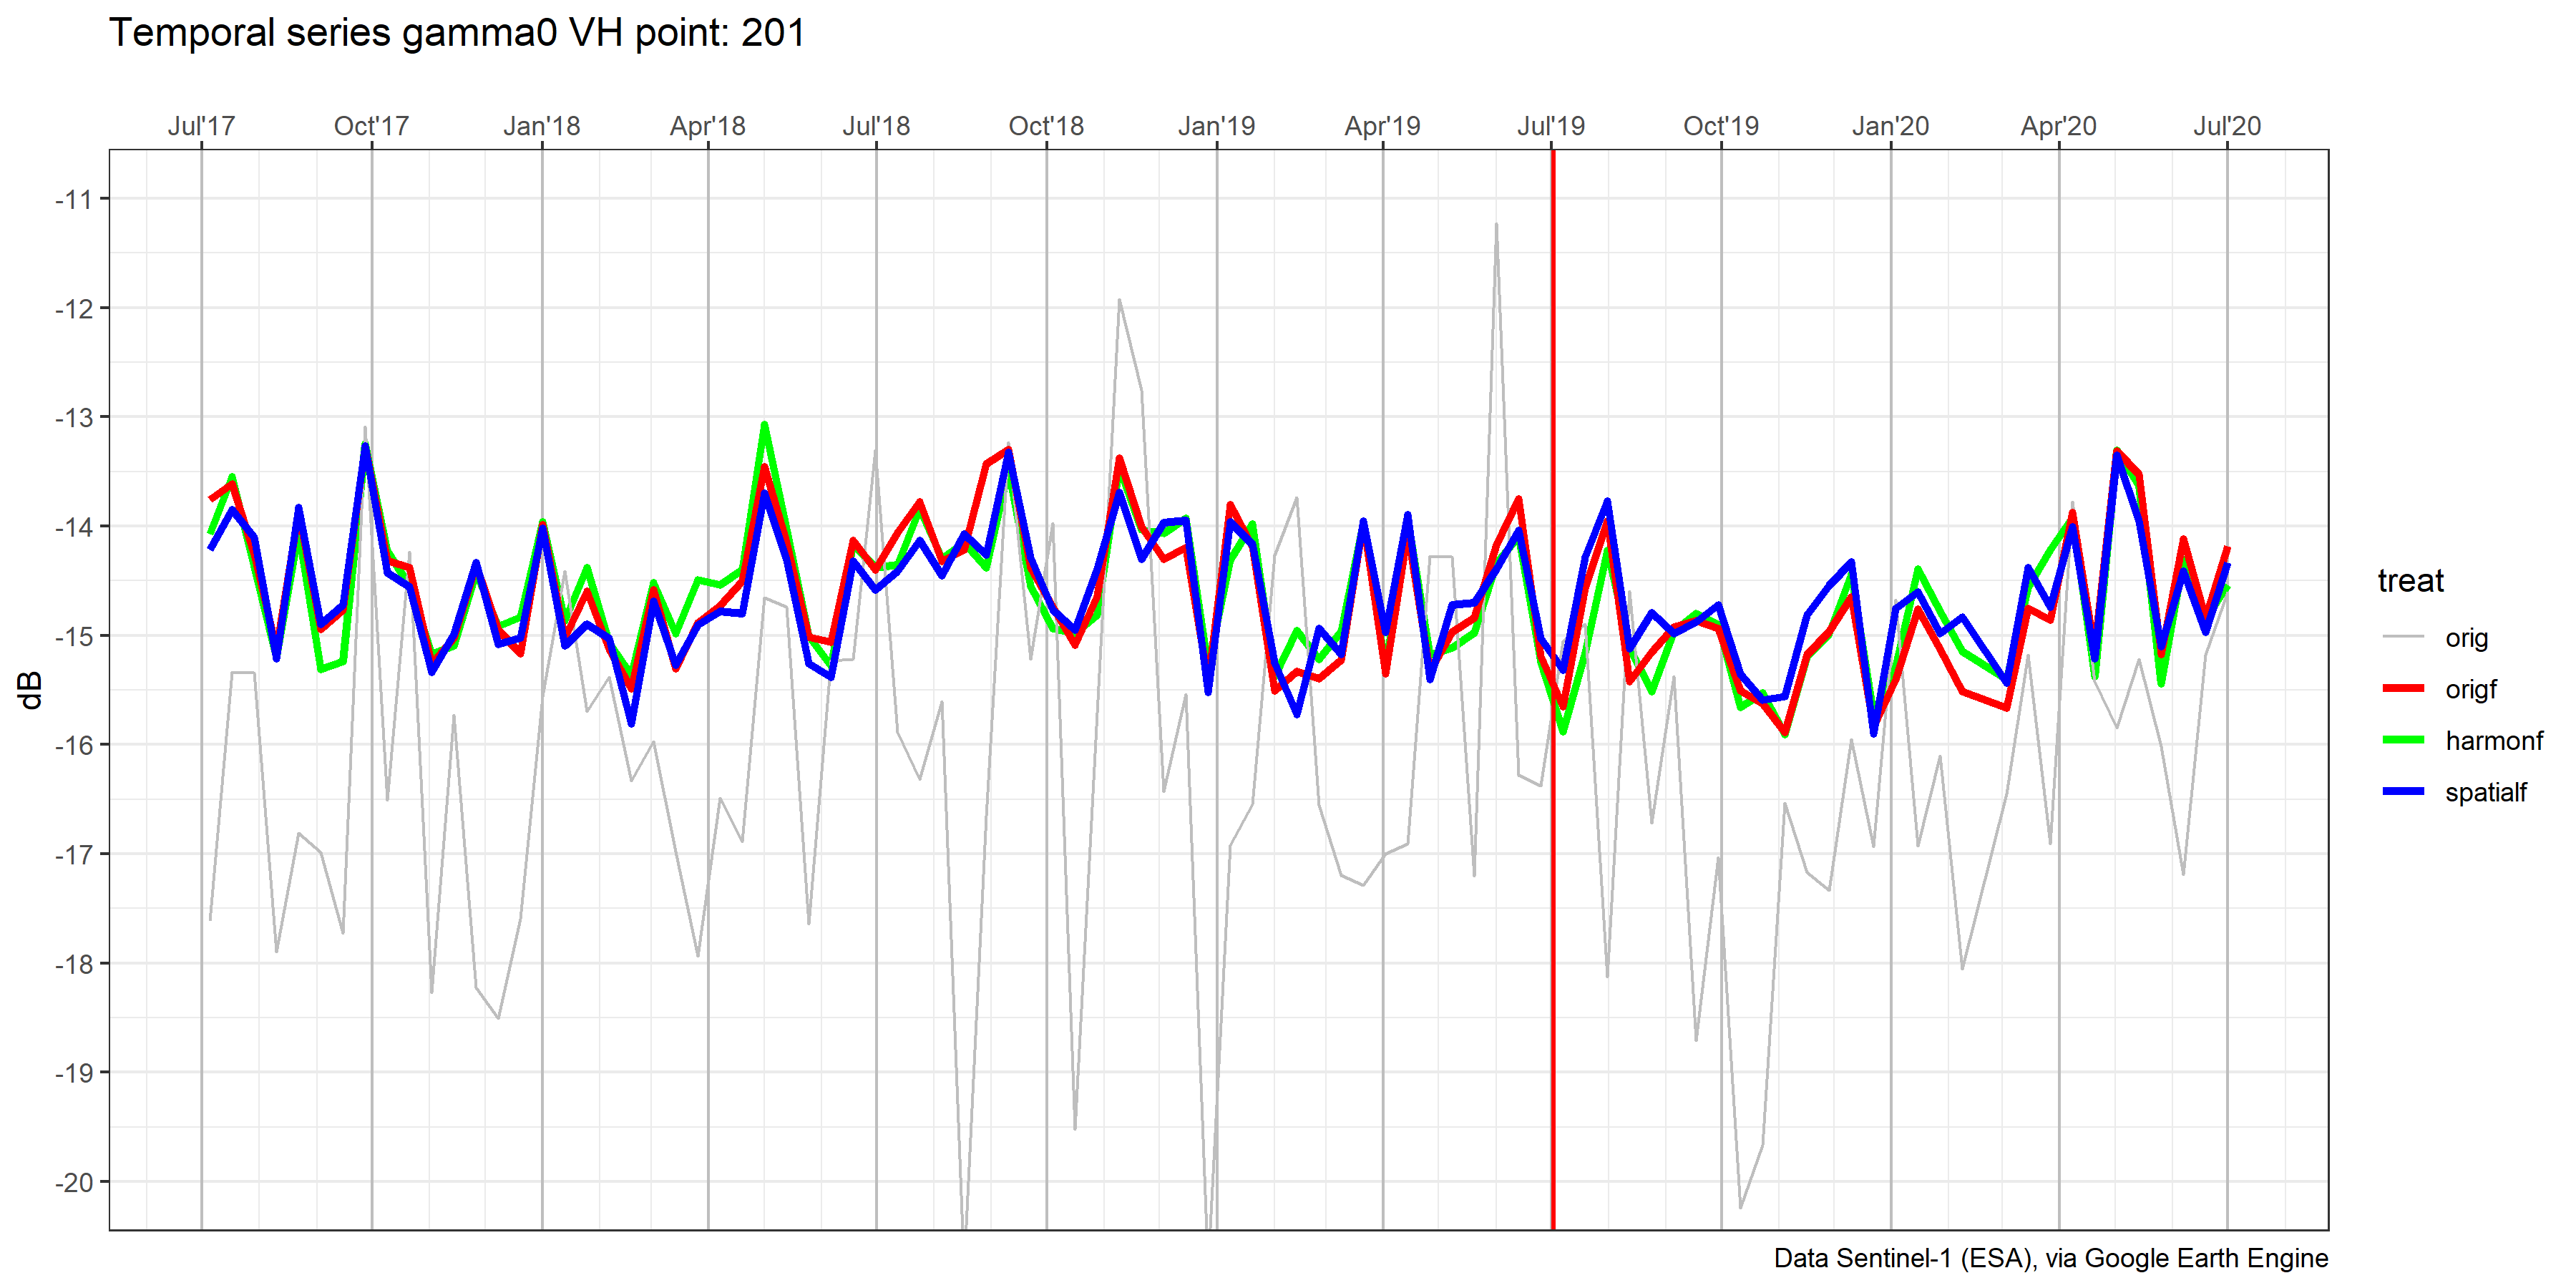 Temporal series gamma0 VH point: 201
Jul'17 Oct'17 Jan'18 Apr'18 Jul'18 Oct'18 Jan'19 Apr'19 Jul'19 Oct'19 Jan'20 Apr'20 Jul'20
-11
-12
-13
-14
-15
-16
-17
-18
-19
-20
dB
treat
orig
origf
harmonf
spatialf
Data Sentinel-1 (ESA), via Google Earth Engine